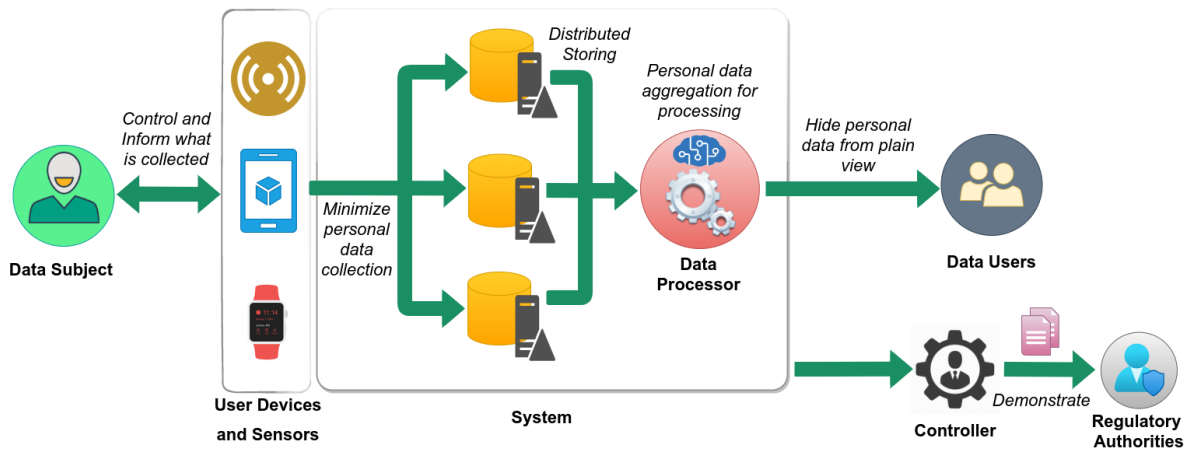 Control and
Inform what
is collected
Data Subject
11:14
User Devices
and Sensors
Minimize
personal
data
collection
Distributed
Storing
Personal data
aggregation for
processing
Data
Processor
System
Hide personal
data from plain
view
Data Users
Controller
Demonstrate
Regulatory
Authorities